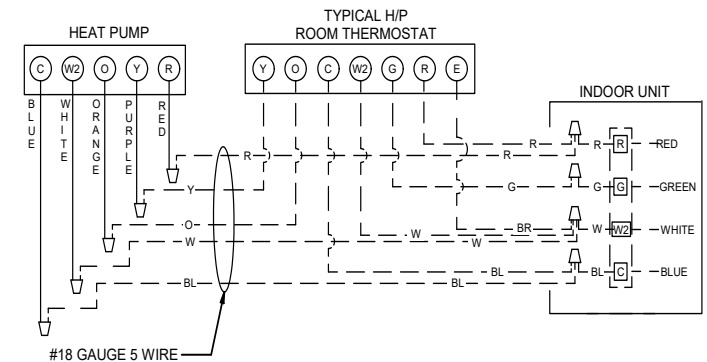 HEAT PUMP
C W2 O Y R
BLUE WHITE ORANGE PURPLE RED
TYPICAL H/P
ROOM THERMOSTAT
Y O C W2 G R E
INDOOR UNIT
R R R R RED
Y G G G GREEN
O W W BR W W W2 WHITE
BL BL BL C BLUE
#18 GAUGE 5 WIRE